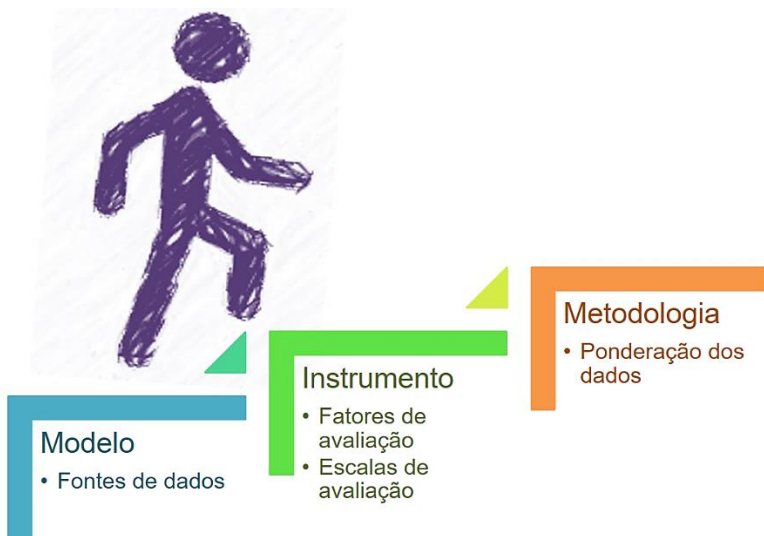 Modelo
• Fontes de dados
Instrumento
• Fatores de
avaliação
• Escalas de
avaliação
Metodologia
• Ponderação dos
dados